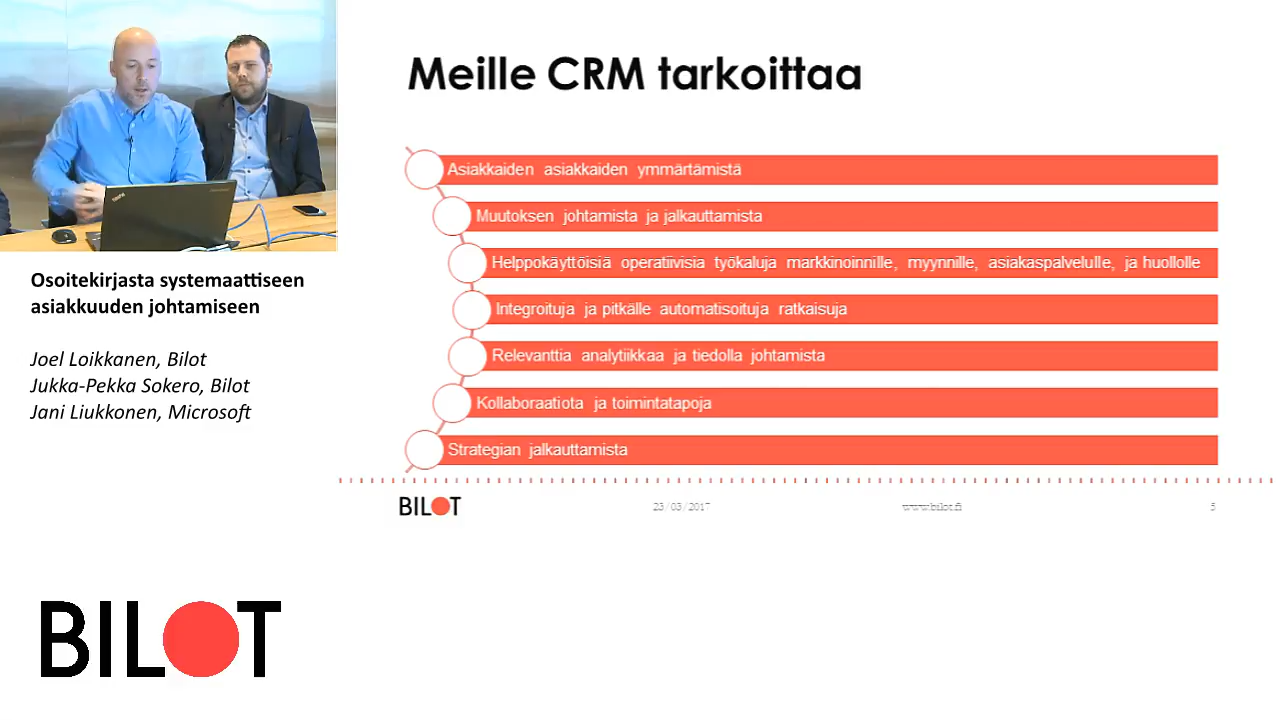 Meille CRM tarkoittaa
Asiakkaiden asiakkaiden ymmärtämistä
Muutoksen johtamista ja jalkauttamista
Helppokäyttöisiä operatiivisia työkaluja markkinoinnille, myynnille, asiakaspalvelulle, ja huollolle
Integroituja ja pitkälle automatisoituja ratkaisuja
Relevanttia analytiikkaa ja tiedolla johtamista
Kollaboraatiota ja toimintatapoja
Strategian jalkauttamista
BILOT
23/03/2017
www.bilot.fi
5
Osoitekirjasta systemaattiseen
asiakkuuden johtamiseen
Joel Loikkanen, Bilot
Jukka-Pekka Sokero, Bilot
Jani Liukkonen, Microsoft
BILOT